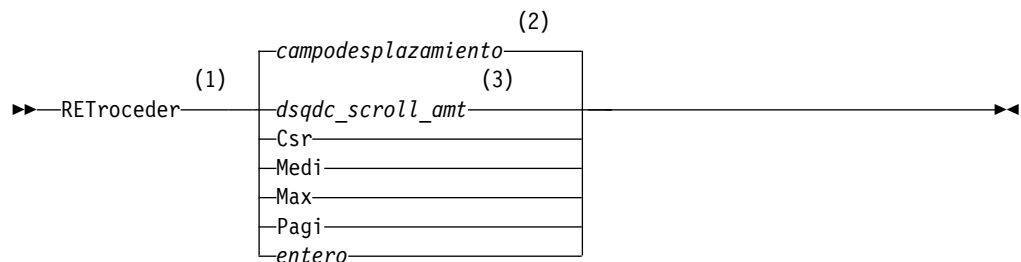 (2)
campodesplazamiento
(1) (3)
RETroceder dsqdc_scroll_amt
Csr
Medi
Max
Pagi
entero